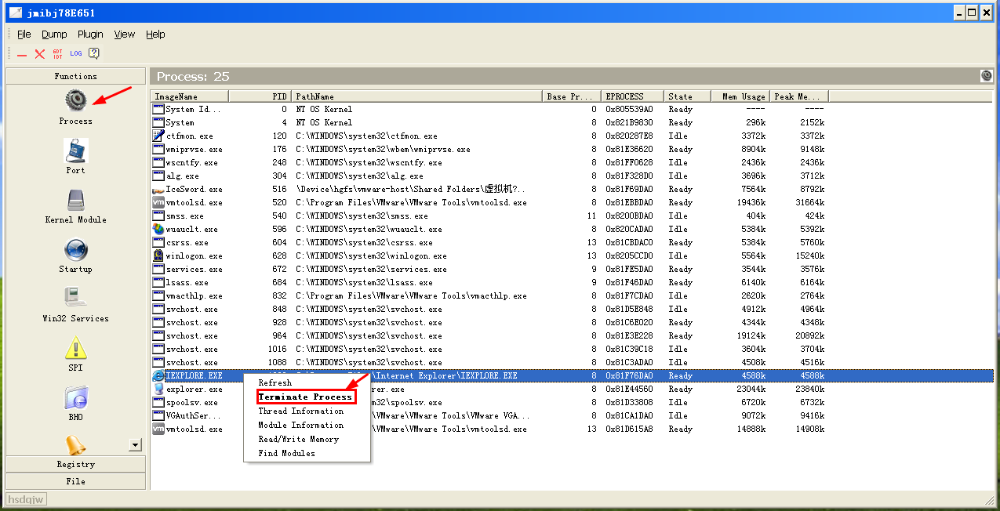 jmibj78E651
File Dump Plugin View Help
GDT IDT LOG
Functions
Process
Port
Kernel Module
Startup
Win32 Services
SPI
BHO
Registry
File
Process: 25
ImageName PID PathName Base Pr... EPROCESS State Mem Usage Peak Me...
System Id... 0 NT OS Kernel 0 0x805539A0 Ready ---- ----
System 4 NT OS Kernel 8 0x821B9830 Ready 296k 2152k
ctfmon.exe 120 C:\WINDOWS\system32\ctfmon.exe 8 0x820287E8 Idle 3372k 3372k
wmiprvse.exe 176 C:\WINDOWS\system32\wbem\wmiprvse.exe 8 0x81E36620 Ready 8904k 9148k
wscntfy.exe 248 C:\WINDOWS\system32\wscntfy.exe 8 0x81FF0628 Idle 2436k 2436k
alg.exe 304 C:\WINDOWS\system32\alg.exe 8 0x81F328D0 Idle 3696k 3712k
IceSword.exe 516 \Device\hgfs\vmware-host\Shared Folders\虚拟机?.. 8 0x81F69DA0 Ready 7564k 8792k
vmtoolsd.exe 520 C:\Program Files\VMware\VMware Tools\vmtoolsd.exe 8 0x81EBBDA0 Ready 19436k 31664k
smss.exe 540 C:\WINDOWS\system32\smss.exe 11 0x8200BDA0 Idle 404k 424k
wuauclt.exe 596 C:\WINDOWS\system32\wuauclt.exe 8 0x820CADA0 Idle 5384k 5392k
csrss.exe 604 C:\WINDOWS\system32\csrss.exe 13 0x81CBDAC0 Ready 5384k 5760k
winlogon.exe 628 C:\WINDOWS\system32\winlogon.exe 13 0x8205CCD0 Idle 5564k 15240k
services.exe 672 C:\WINDOWS\system32\services.exe 9 0x81FE5DA0 Ready 3544k 3576k
lsass.exe 684 C:\WINDOWS\system32\lsass.exe 9 0x81F46DA0 Ready 6140k 6164k
vmacthlp.exe 832 C:\Program Files\VMware\VMware Tools\vmacthlp.exe 8 0x81F7CDA0 Idle 2620k 2764k
svchost.exe 848 C:\WINDOWS\system32\svchost.exe 8 0x81D5E848 Idle 4912k 4964k
svchost.exe 928 C:\WINDOWS\system32\svchost.exe 8 0x81C6E020 Ready 4344k 4348k
svchost.exe 964 C:\WINDOWS\system32\svchost.exe 8 0x81E3E228 Ready 19124k 20892k
svchost.exe 1016 C:\WINDOWS\system32\svchost.exe 8 0x81C39C18 Idle 3604k 3704k
svchost.exe 1088 C:\WINDOWS\system32\svchost.exe 8 0x81C3ADA0 Idle 4508k 4516k
IEXPLORE.EXE \Internet Explorer\IEXPLORE.EXE 8 0x81F76DA0 Ready 4588k 4588k
explorer.exe rer.exe 8 0x81E44560 Ready 23044k 23840k
spoolsv.exe \spoolsv.exe 8 0x81D33808 Idle 6720k 6732k
VGAuthSer... \VMware\VMware Tools\VMware VGA... 8 0x81CA1DA0 Idle 9072k 9416k
vmtoolsd.exe \VMware\VMware Tools\vmtoolsd.exe 13 0x81D615A8 Ready 14888k 14908k
Refresh
Terminate Process
Thread Information
Module Information
Read/Write Memory
Find Modules
hsdqjw